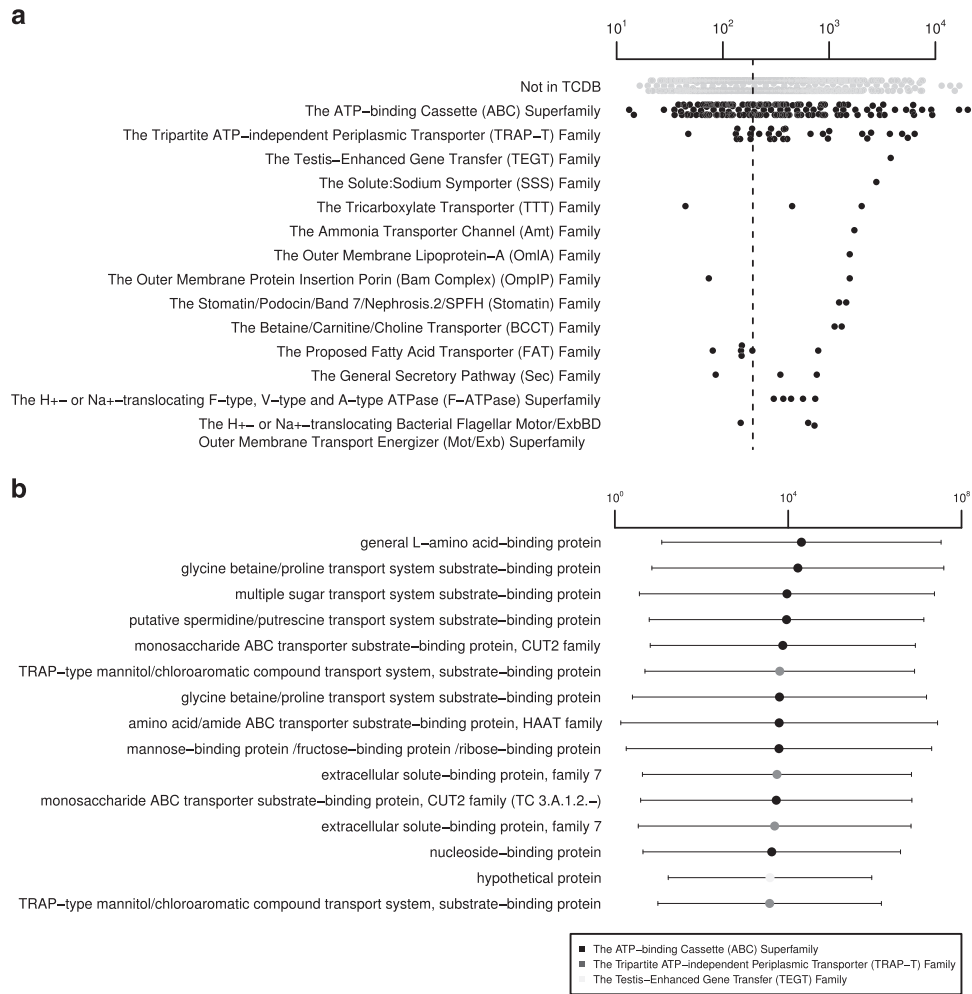 a
10^1 10^2 10^3 10^4
Not in TCDB
The ATP−binding Cassette (ABC) Superfamily
The Tripartite ATP−independent Periplasmic Transporter (TRAP−T) Family
The Testis−Enhanced Gene Transfer (TEGT) Family
The Solute:Sodium Symporter (SSS) Family
The Tricarboxylate Transporter (TTT) Family
The Ammonia Transporter Channel (Amt) Family
The Outer Membrane Lipoprotein−A (OmlA) Family
The Outer Membrane Protein Insertion Porin (Bam Complex) (OmpIP) Family
The Stomatin/Podocin/Band 7/Nephrosis.2/SPFH (Stomatin) Family
The Betaine/Carnitine/Choline Transporter (BCCT) Family
The Proposed Fatty Acid Transporter (FAT) Family
The General Secretory Pathway (Sec) Family
The H+− or Na+−translocating F−type, V−type and A−type ATPase (F−ATPase) Superfamily
The H+− or Na+−translocating Bacterial Flagellar Motor/ExbBD
Outer Membrane Transport Energizer (Mot/Exb) Superfamily
b
10^0 10^4 10^8
general L−amino acid−binding protein
glycine betaine/proline transport system substrate−binding protein
multiple sugar transport system substrate−binding protein
putative spermidine/putrescine transport system substrate−binding protein
monosaccharide ABC transporter substrate−binding protein, CUT2 family
TRAP−type mannitol/chloroaromatic compound transport system, substrate−binding protein
glycine betaine/proline transport system substrate−binding protein
amino acid/amide ABC transporter substrate−binding protein, HAAT family
mannose−binding protein /fructose−binding protein /ribose−binding protein
extracellular solute−binding protein, family 7
monosaccharide ABC transporter substrate−binding protein, CUT2 family (TC 3.A.1.2.−)
extracellular solute−binding protein, family 7
nucleoside−binding protein
hypothetical protein
TRAP−type mannitol/chloroaromatic compound transport system, substrate−binding protein
The ATP−binding Cassette (ABC) Superfamily
The Tripartite ATP−independent Periplasmic Transporter (TRAP−T) Family
The Testis−Enhanced Gene Transfer (TEGT) Family